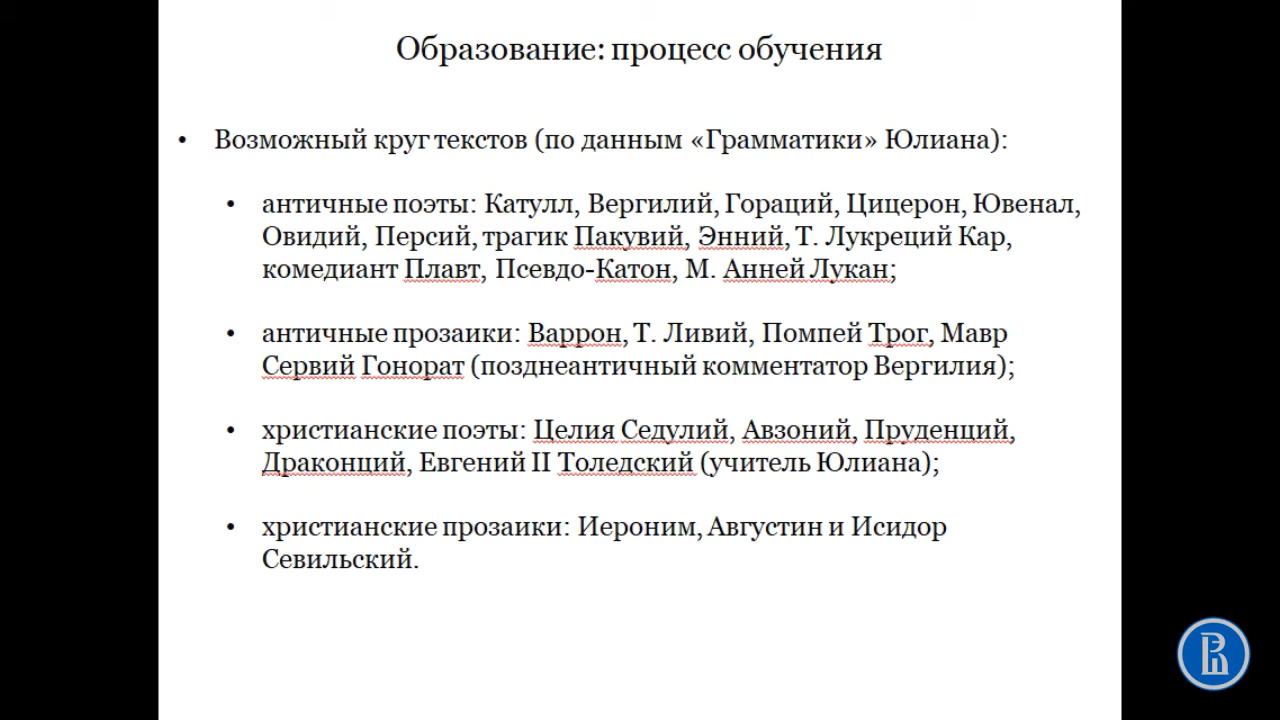 Образование: процесс обучения
• Возможный круг текстов (по данным «Грамматики» Юлиана):
• античные поэты: Катулл, Вергилий, Гораций, Цицерон, Ювенал,
Овидий, Персий, трагик Пакувий, Энний, Т. Лукреций Кар,
комедиант Плавт, Псевдо-Катон, М. Анней Лукан;
• античные прозаики: Варрон, Т. Ливий, Помпей Трог, Мавр
Сервий Гонорат (позднеантичный комментатор Вергилия);
• христианские поэты: Целия Седулий, Авзоний, Пруденций,
Драконций, Евгений II Толедский (учитель Юлиана);
• христианские прозаики: Иероним, Августин и Исидор
Севильский.